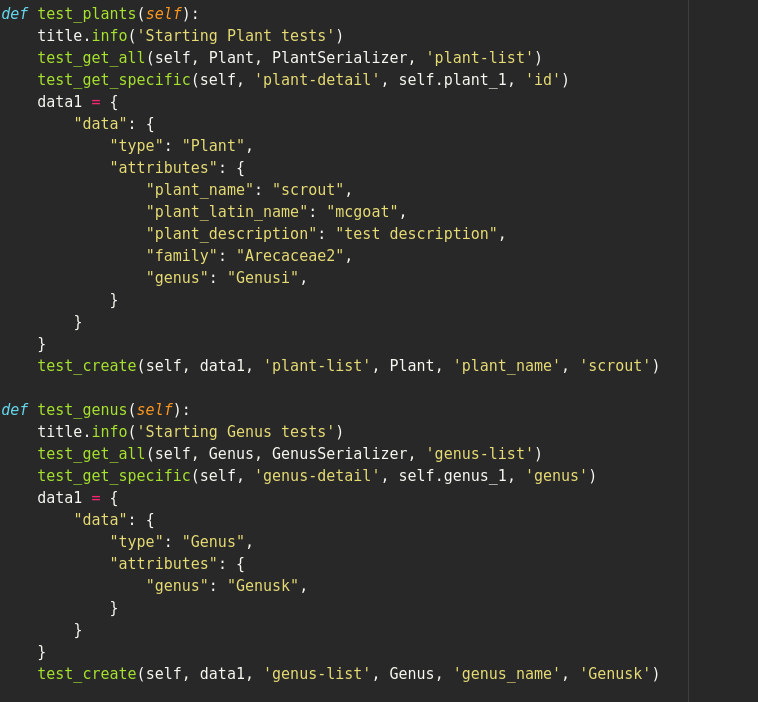 def test_plants(self):
    title.info('Starting Plant tests')
    test_get_all(self, Plant, PlantSerializer, 'plant-list')
    test_get_specific(self, 'plant-detail', self.plant_1, 'id')
    data1 = {
        "data": {
            "type": "Plant",
            "attributes": {
                "plant_name": "scrout",
                "plant_latin_name": "mcgoat",
                "plant_description": "test description",
                "family": "Arecaceae2",
                "genus": "Genusi",
            }
        }
    }
    test_create(self, data1, 'plant-list', Plant, 'plant_name', 'scrout')

def test_genus(self):
    title.info('Starting Genus tests')
    test_get_all(self, Genus, GenusSerializer, 'genus-list')
    test_get_specific(self, 'genus-detail', self.genus_1, 'genus')
    data1 = {
        "data": {
            "type": "Genus",
            "attributes": {
                "genus": "Genusk",
            }
        }
    }
    test_create(self, data1, 'genus-list', Genus, 'genus_name', 'Genusk')